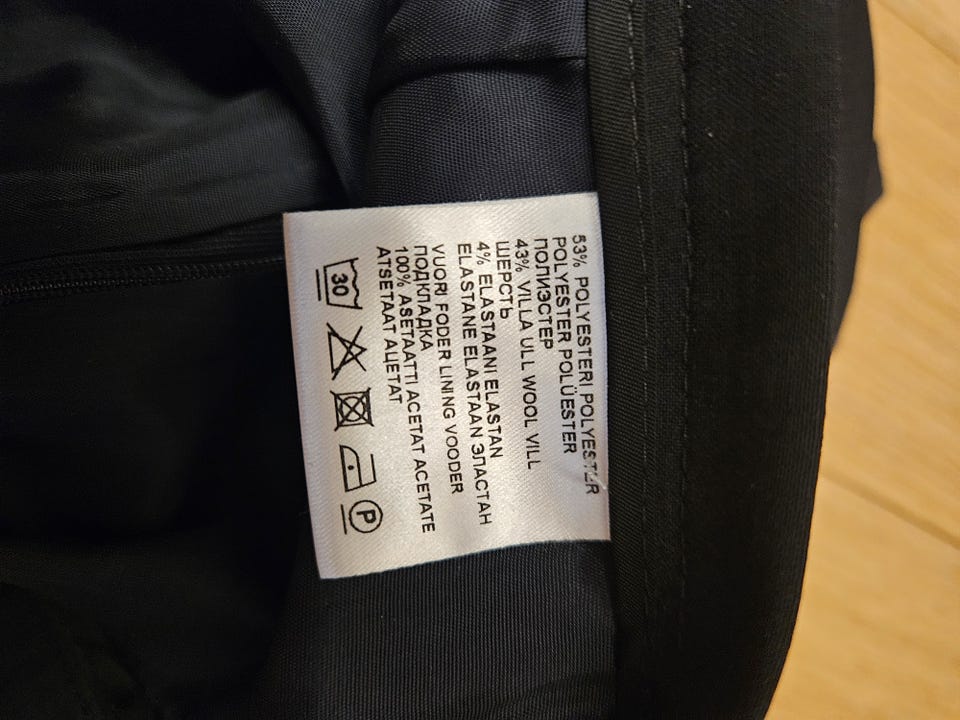 53% POLYESTERI POLYESTER
POLYESTER POLÜESTER
ПОЛИЭСТЕР
43% VILLA ULL WOOL VILL
ШЕРСТЬ
4% ELASTAANI ELASTAN
ELASTANE ELASTAAN ЭЛАСТАН
VUORI FODER LINING VOODER
ПОДКЛАДКА
100% ASETAATTI ACETAT ACETATE
ATSETAAT АЦЕТАТ
30
P